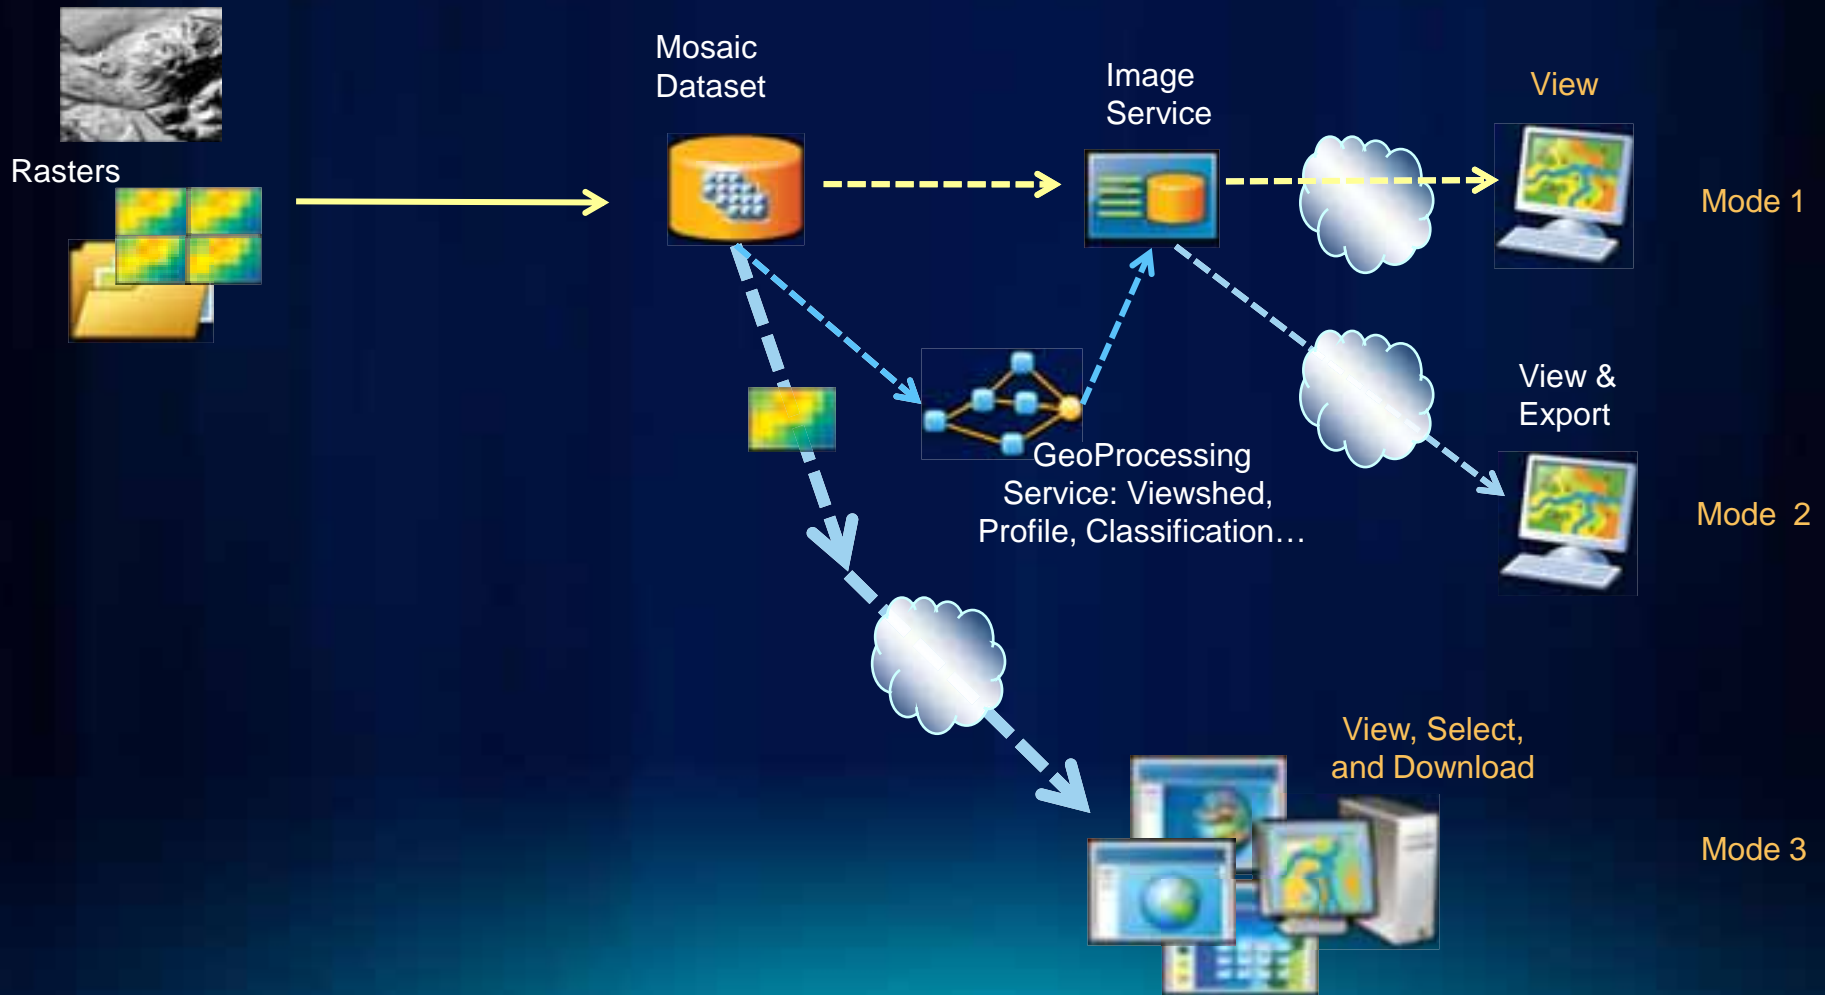 Mosaic
Dataset
Image
Service
View
Rasters
Mode 1
View &
Export
GeoProcessing
Service: Viewshed,
Profile, Classification…
Mode  2
View, Select,
and Download
Mode 3